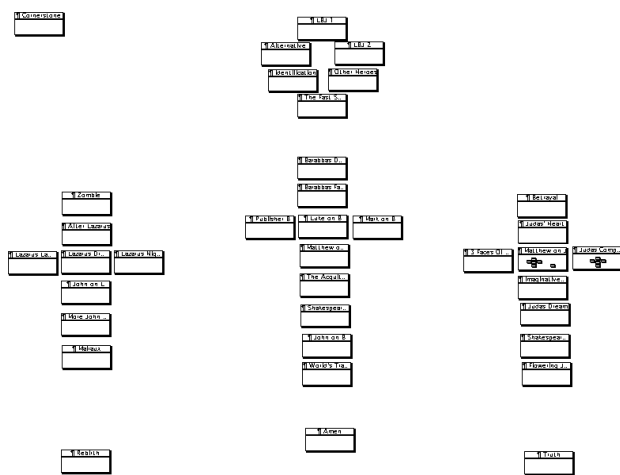 ¶ Cornerstone
¶ LBJ 1
¶ Alternative
¶ LBJ 2
¶ Identification
¶ Other Heroes
¶ The Past S..
¶ Barabbas D..
¶ Barabbas Pa..
¶ Publisher B
¶ Luke on B
¶ Mark on B
¶ Matthew o..
¶ The Acquit..
¶ Shakespear..
¶ John on B
¶ World's Tra..
¶ Amen
¶ Zombie
¶ After Lazarus
¶ Lazarus La..
¶ Lazarus Dr..
¶ Lazarus Nig..
¶ John on L
¶ More John ..
¶ Malraux
¶ Rebirth
¶ Betrayal
¶ Judas' Heart
¶ 3 Faces Of ..
¶ Matthew on J
¶ Judas Comp..
¶ Imaginative..
¶ Judas Dream
¶ Shakespear..
¶ Flowering J..
¶ Truth